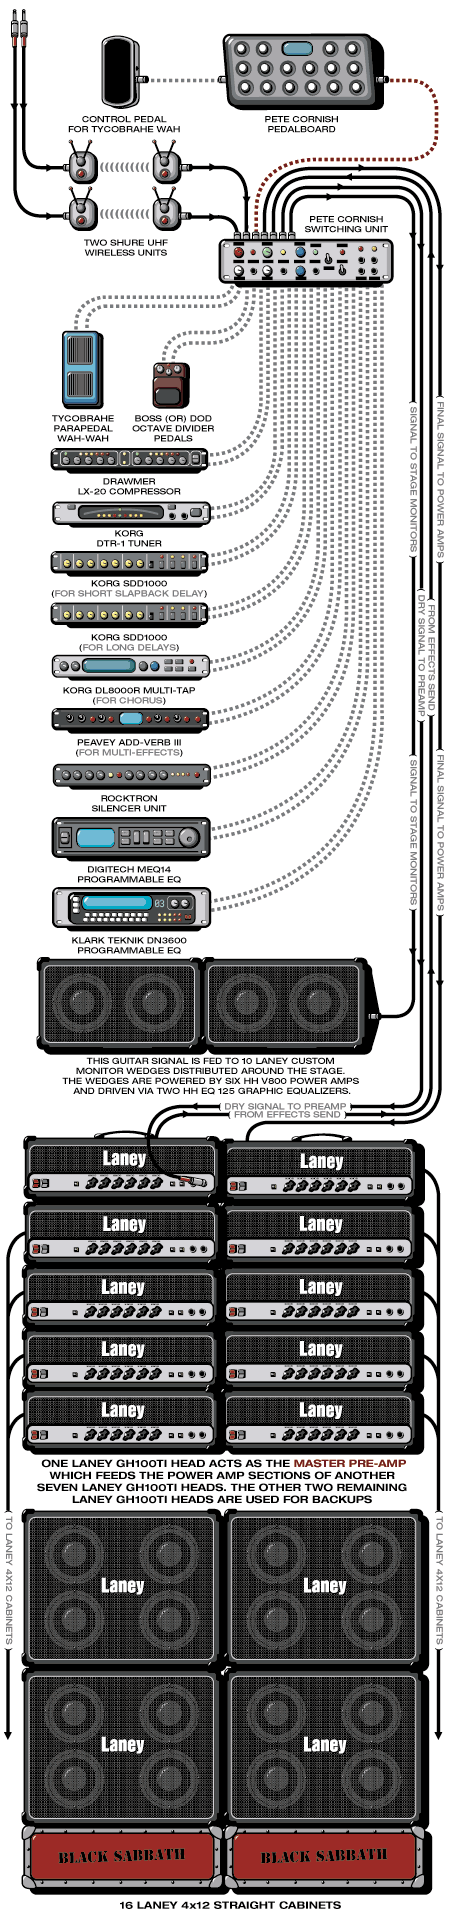 CONTROL PEDAL
FOR TYCOBRAHE WAH
PETE CORNISH
PEDALBOARD
TWO SHURE UHF
WIRELESS UNITS
PETE CORNISH
SWITCHING UNIT
TYCOBRAHE
PARAPEDAL
WAH-WAH
BOSS (OR) DOD
OCTAVE DIVIDER
PEDALS
DRAWMER
LX-20 COMPRESSOR
KORG
DTR-1 TUNER
KORG SDD1000
(FOR SHORT SLAPBACK DELAY)
KORG SDD1000
(FOR LONG DELAYS)
KORG DL8000R MULTI-TAP
(FOR CHORUS)
PEAVEY ADD-VERB III
(FOR MULTI-EFFECTS)
ROCKTRON
SILENCER UNIT
DIGITECH MEQ14
PROGRAMMABLE EQ
03
KLARK TEKNIK DN3600
PROGRAMMABLE EQ
( SIGNAL TO STAGE MONITORS )
( FINAL SIGNAL TO POWER AMPS )
( DRY SIGNAL TO PREAMP )
( FROM EFFECTS SEND )
( SIGNAL TO STAGE MONITORS )
( FINAL SIGNAL TO POWER AMPS )
THIS GUITAR SIGNAL IS FED TO 10 LANEY CUSTOM
MONITOR WEDGES DISTRIBUTED AROUND THE STAGE.
THE WEDGES ARE POWERED BY SIX HH V800 POWER AMPS
AND DRIVEN VIA TWO HH EQ 125 GRAPHIC EQUALIZERS.
( DRY SIGNAL TO PREAMP )
( FROM EFFECTS SEND )
Laney
Laney
Laney
Laney
Laney
Laney
Laney
Laney
Laney
Laney
ONE LANEY GH100TI HEAD ACTS AS THE MASTER PRE-AMP
WHICH FEEDS THE POWER AMP SECTIONS OF ANOTHER
SEVEN LANEY GH100TI HEADS. THE OTHER TWO REMAINING
LANEY GH100TI HEADS ARE USED FOR BACKUPS
( TO LANEY 4X12 CABINETS )
( TO LANEY 4X12 CABINETS )
Laney
Laney
Laney
Laney
BLACK SABBATH
BLACK SABBATH
16 LANEY 4x12 STRAIGHT CABINETS